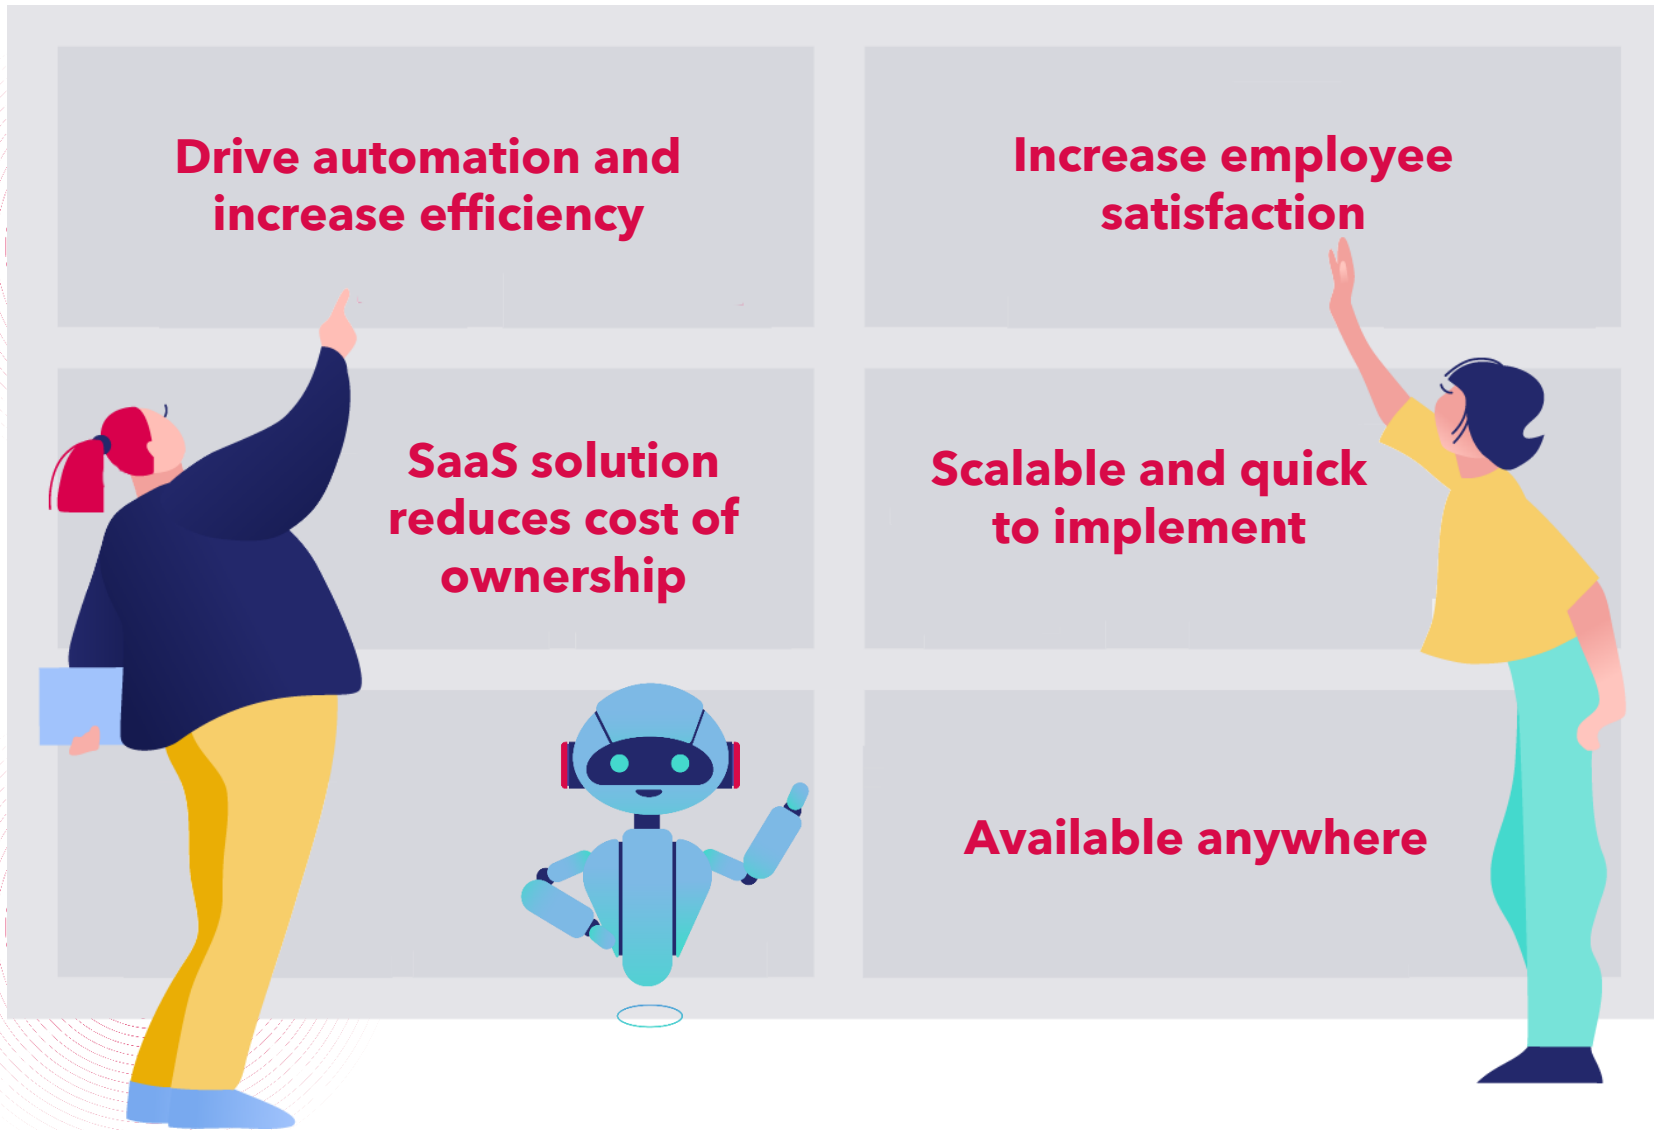 Drive automation and
increase efficiency
Increase employee
satisfaction
SaaS solution
reduces cost of
ownership
Scalable and quick
to implement
Available anywhere